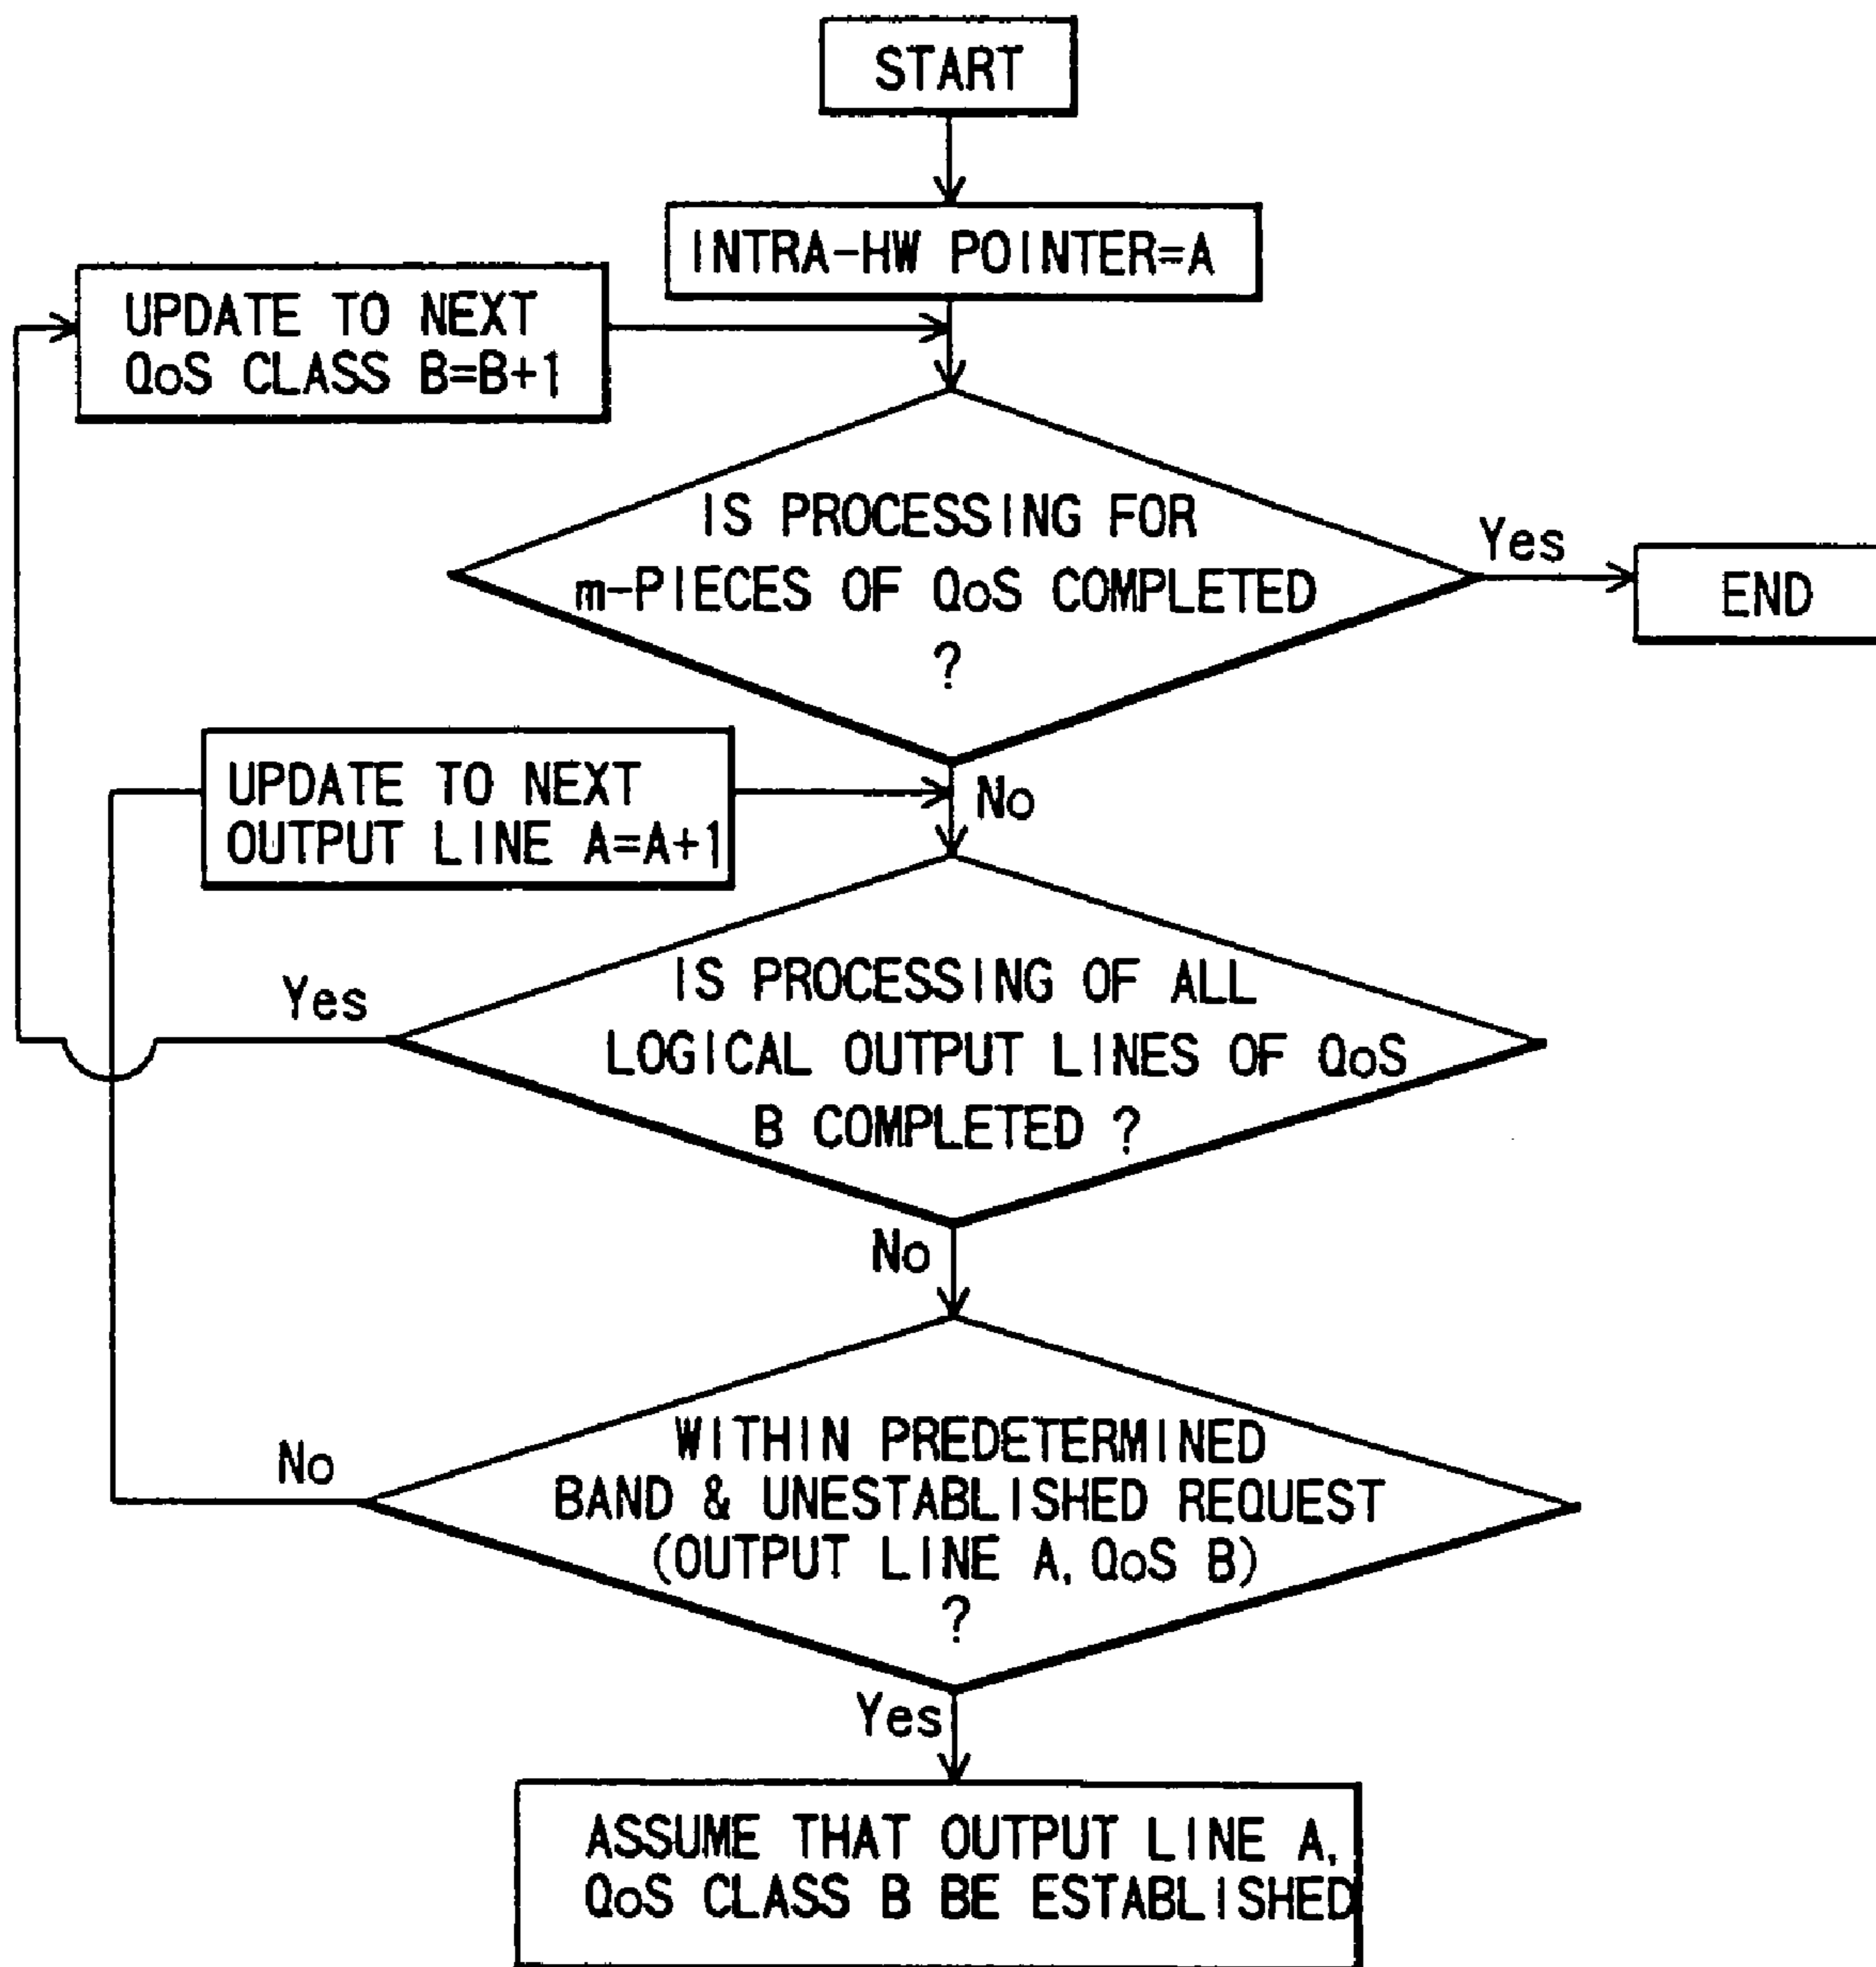 START
INTRA-HW POINTER=A
UPDATE TO NEXT
QoS CLASS B=B+1
IS PROCESSING FOR
m-PIECES OF QoS COMPLETED
?
Yes
END
UPDATE TO NEXT
OUTPUT LINE A=A+1
No
IS PROCESSING OF ALL
LOGICAL OUTPUT LINES OF QoS
B COMPLETED ?
Yes
No
WITHIN PREDETERMINED
BAND & UNESTABLISHED REQUEST
(OUTPUT LINE A, QoS B)
?
No
Yes
ASSUME THAT OUTPUT LINE A,
QoS CLASS B BE ESTABLISHED